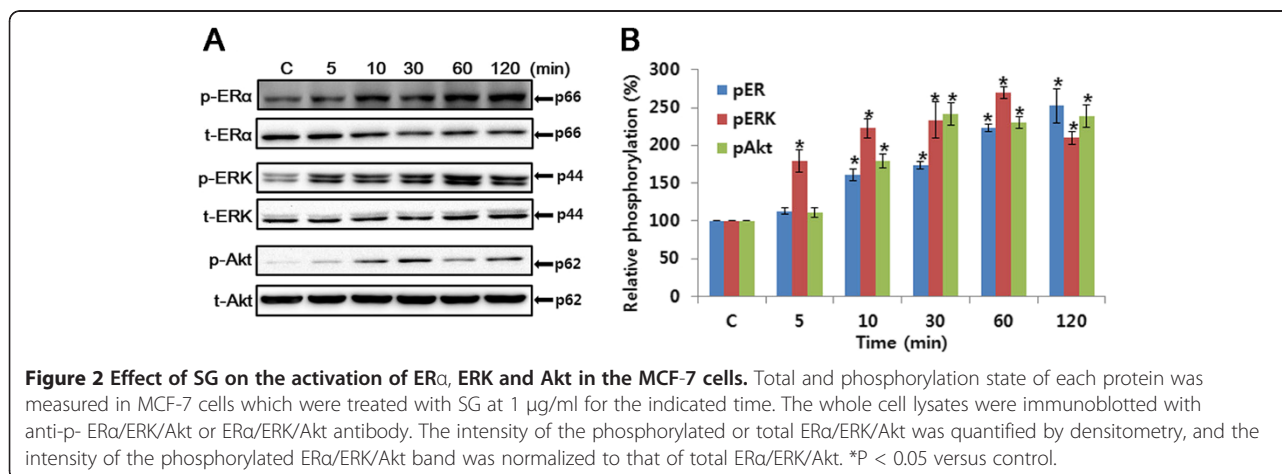 A
C 5 10 30 60 120 (min)
p-ERα ←p66
t-ERα ←p66
p-ERK ←p44
t-ERK ←p44
p-Akt ←p62
t-Akt ←p62
B
Relative phosphorylation (%)
300
250
200
150
100
50
0
pER
pERK
pAkt
* * * * * * * * * * * * *
C 5 10 30 60 120
Time (min)
Figure 2 Effect of SG on the activation of ERα, ERK and Akt in the MCF-7 cells. Total and phosphorylation state of each protein was
measured in MCF-7 cells which were treated with SG at 1 μg/ml for the indicated time. The whole cell lysates were immunoblotted with
anti-p- ERα/ERK/Akt or ERα/ERK/Akt antibody. The intensity of the phosphorylated or total ERα/ERK/Akt was quantified by densitometry, and the
intensity of the phosphorylated ERα/ERK/Akt band was normalized to that of total ERα/ERK/Akt. *P < 0.05 versus control.